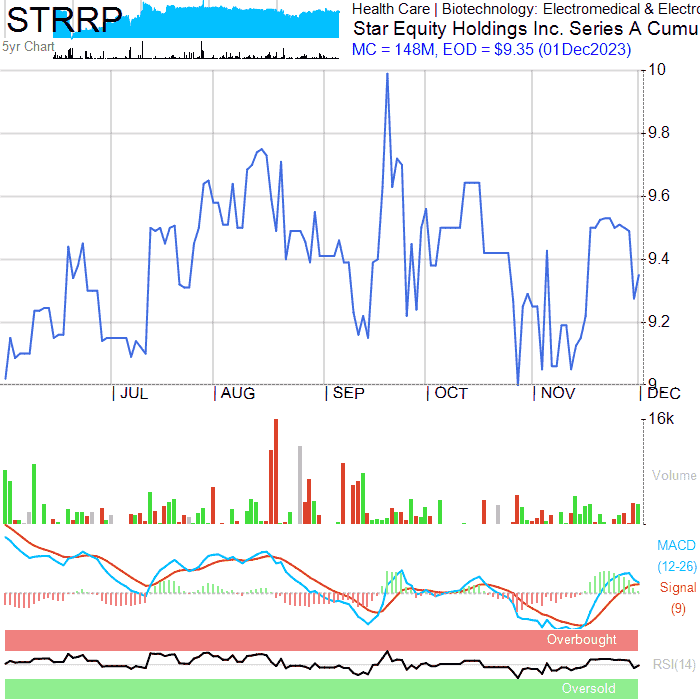 STRRP
5yr Chart
Health Care | Biotechnology: Electromedical & Electro
Star Equity Holdings Inc. Series A Cumu
MC = 148M, EOD = $9.35 (01Dec2023)
10
9.8
9.6
9.4
9.2
9
JUL AUG SEP OCT NOV DEC
16k
Volume
MACD
(12-26)
Signal
(9)
Overbought
RSI(14)
Oversold